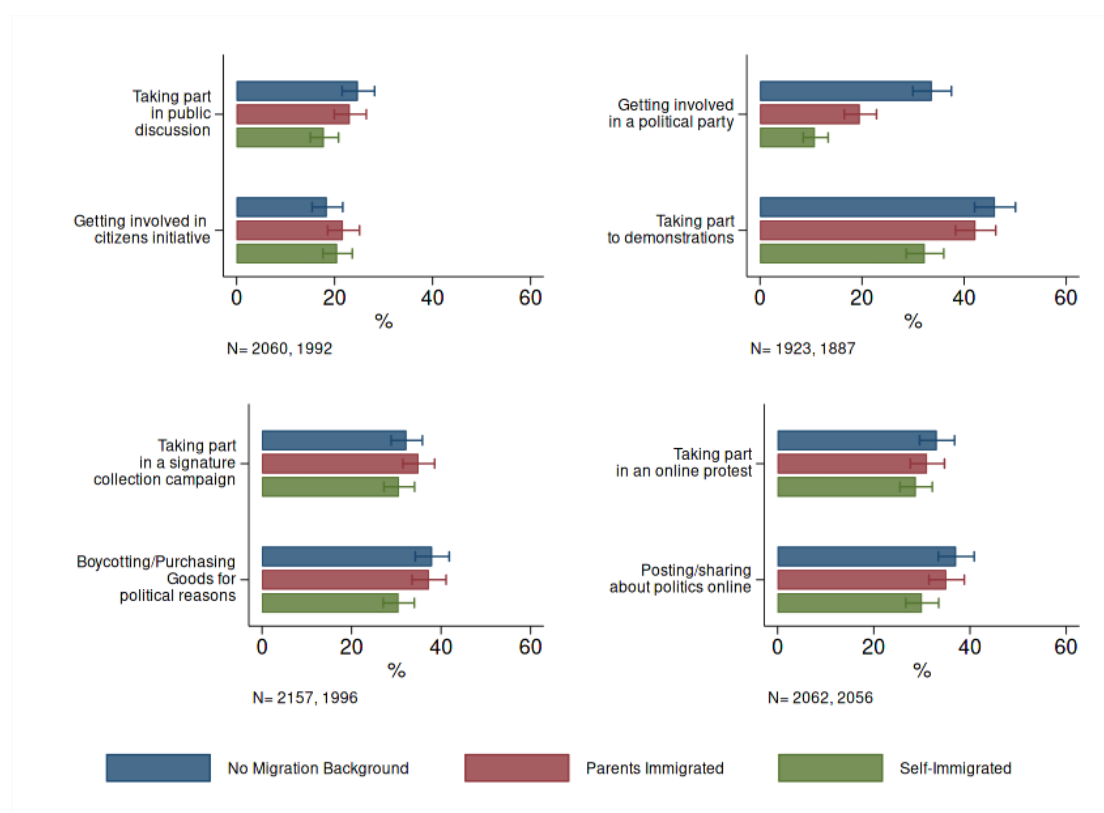 Taking part
in public
discussion
Getting involved in
citizens initiative
0 20 40 60
%
N= 2060, 1992
Getting involved
in a political party
Taking part
to demonstrations
0 20 40 60
%
N= 1923, 1887
Taking part
in a signature
collection campaign
Boycotting/Purchasing
Goods for
political reasons
0 20 40 60
%
N= 2157, 1996
Taking part
in an online protest
Posting/sharing
about politics online
0 20 40 60
%
N= 2062, 2056
No Migration Background Parents Immigrated Self-Immigrated